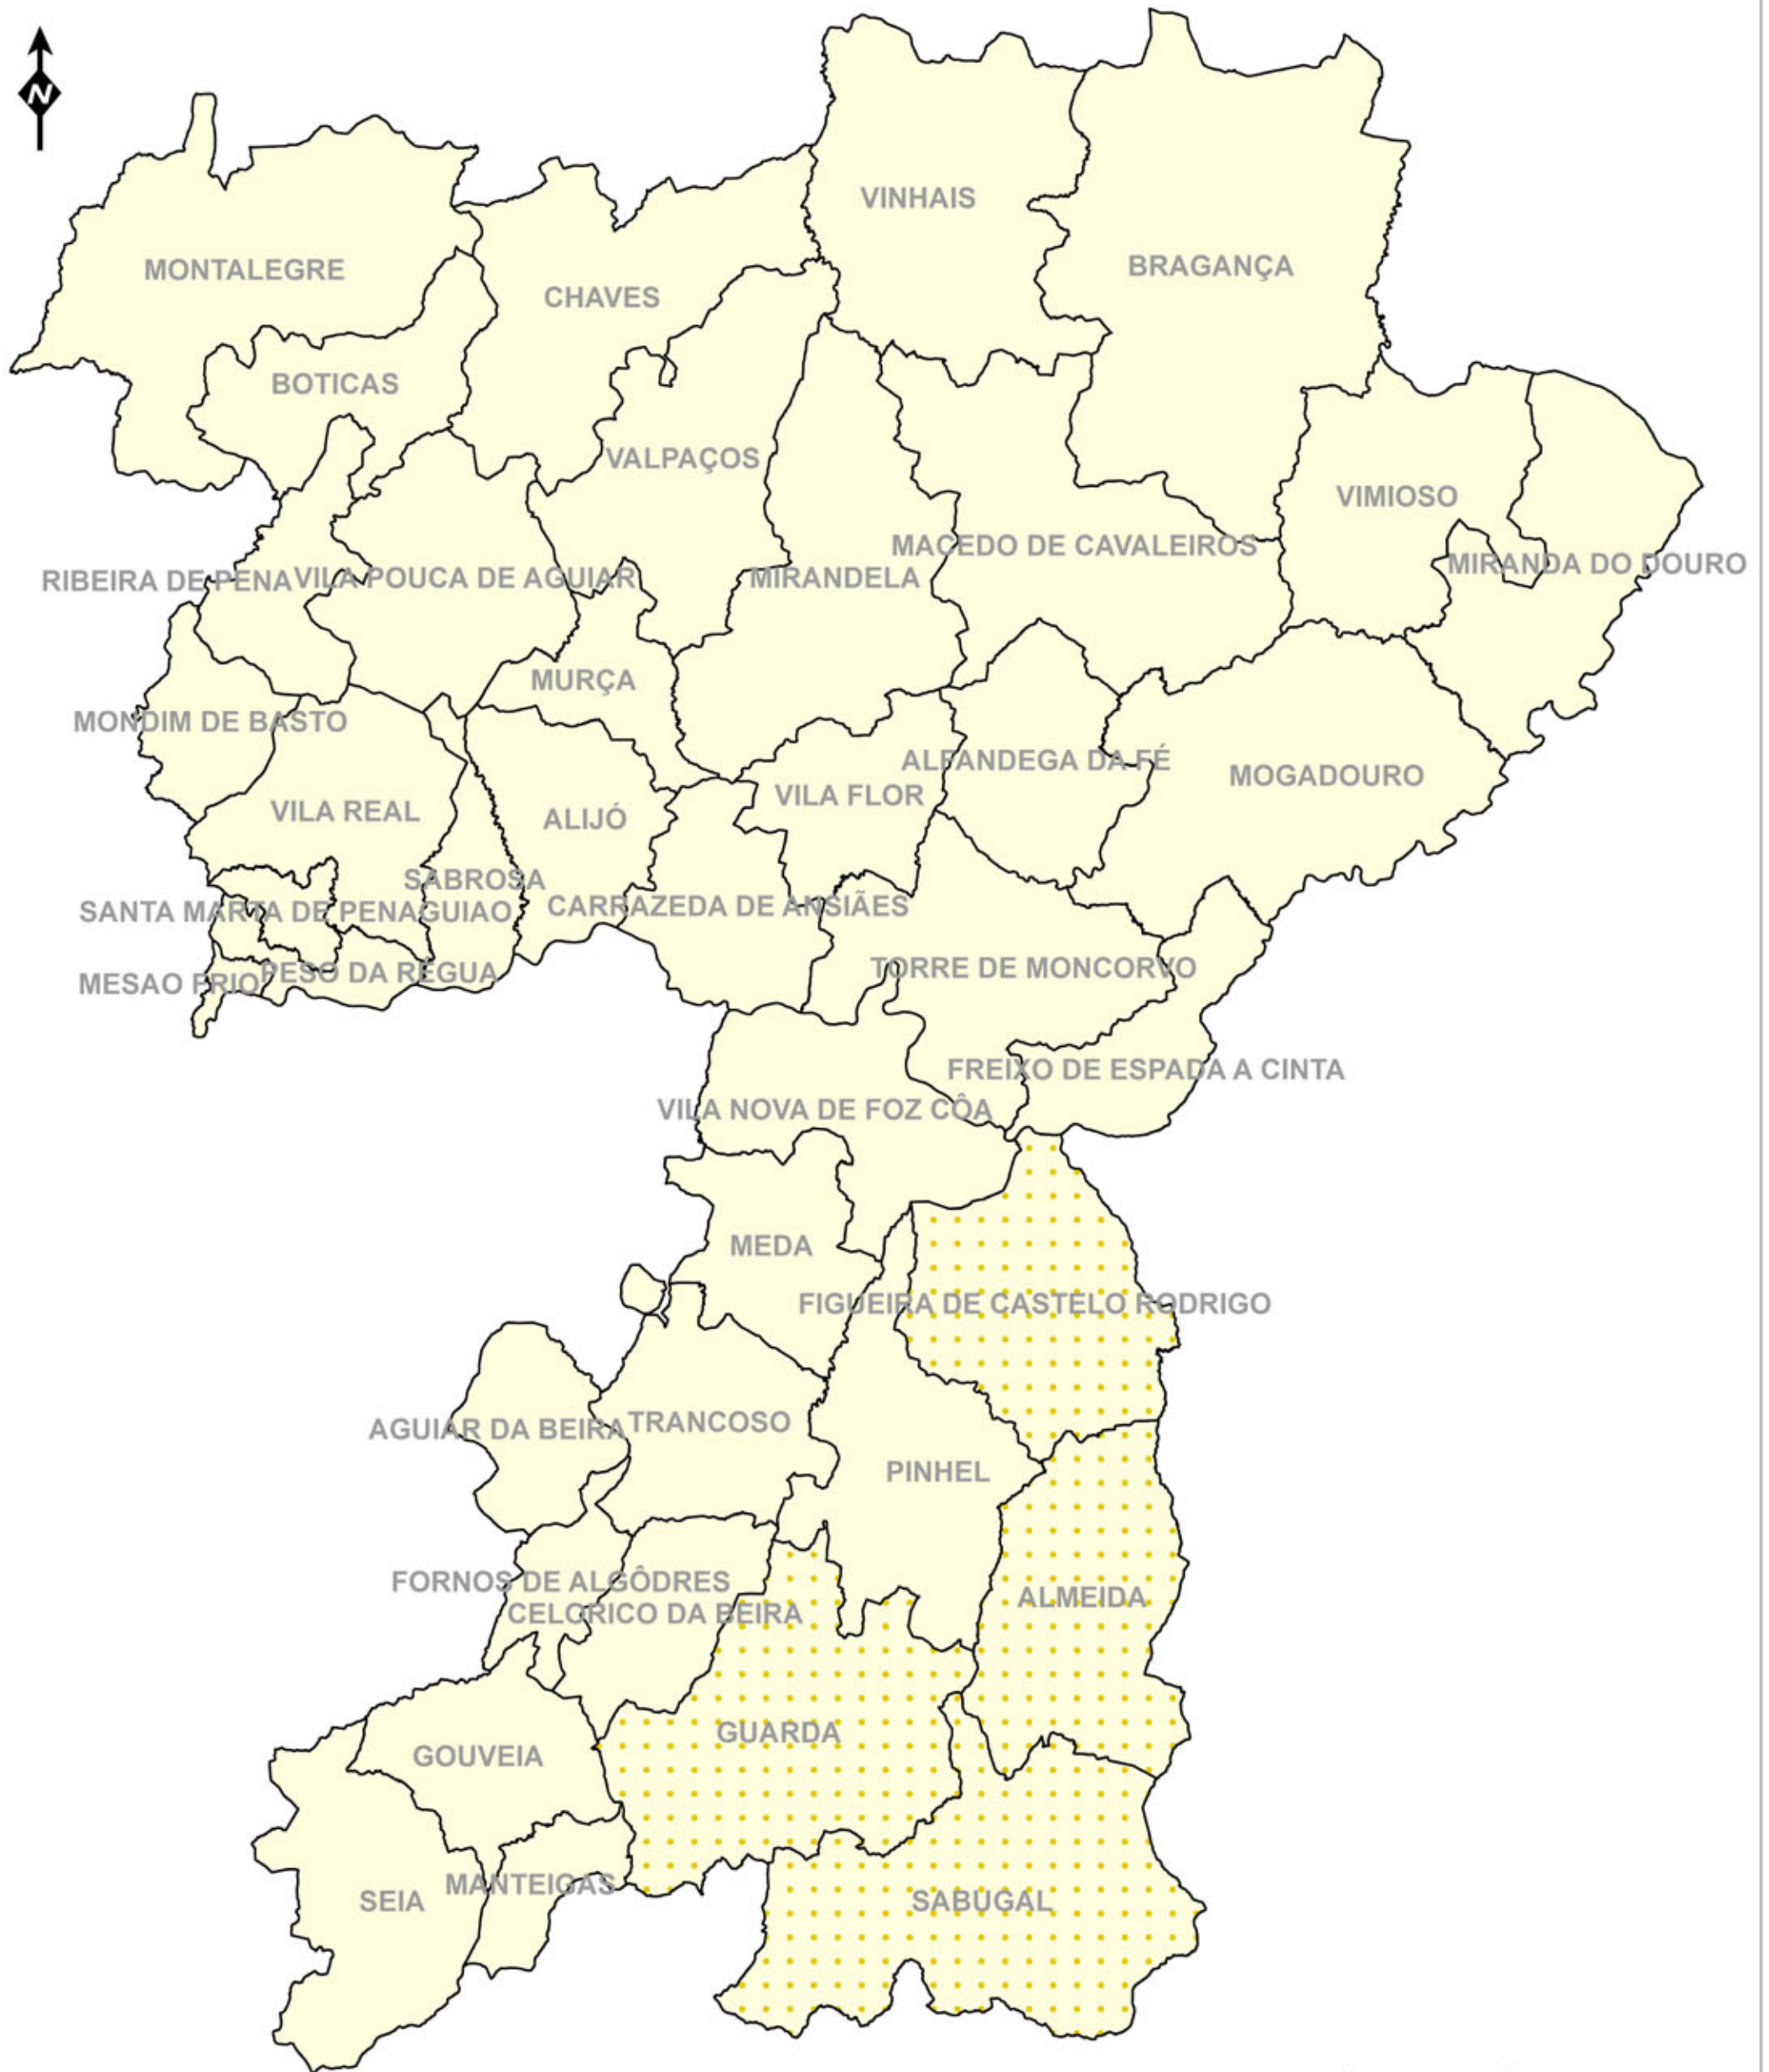 N
VINHAIS
BRAGANÇA
MONTALEGRE
CHAVES
BOTICAS
VALPAÇOS
VIMIOSO
MACEDO DE CAVALEIROS
MIRANDA DO DOURO
RIBEIRA DE PENA
VILA POUCA DE AGUIAR
MIRANDELA
MURÇA
MONDIM DE BASTO
ALFANDEGA DA FÉ
MOGADOURO
VILA FLOR
VILA REAL
ALIJÓ
SABROSA
CARRAZEDA DE ANSIÃES
SANTA MARTA DE PENAGUIAO
TORRE DE MONCORVO
MESAO FRIO
PESO DA RÉGUA
FREIXO DE ESPADA A CINTA
VILA NOVA DE FOZ CÔA
MEDA
FIGUEIRA DE CASTELO RODRIGO
AGUIAR DA BEIRA
TRANCOSO
PINHEL
FORNOS DE ALGÔDRES
ALMEIDA
CELORICO DA BEIRA
GUARDA
GOUVEIA
MANTEIGAS
SEIA
SABUGAL